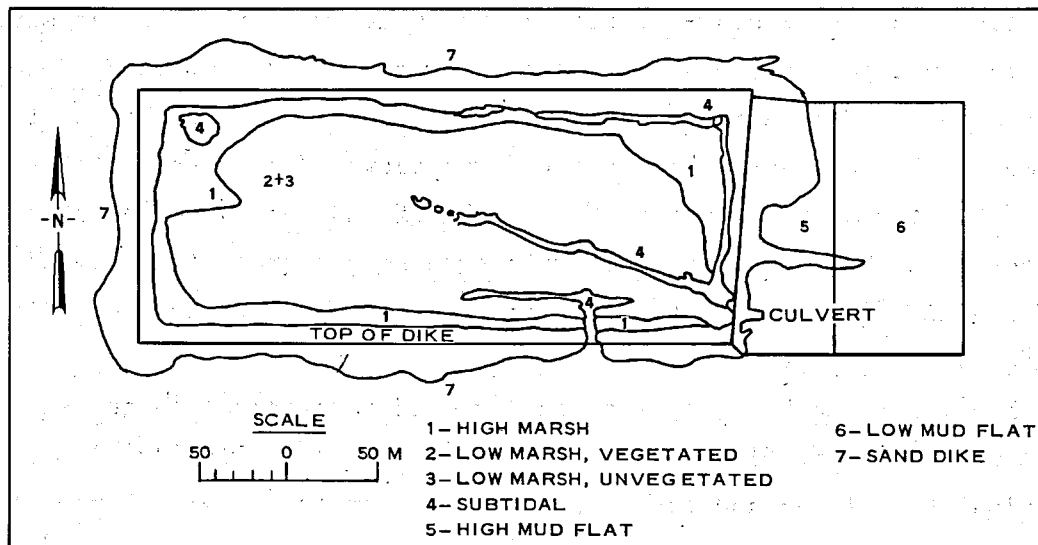 7
4
4
1
2+3
1
-N-
7
5
6
4
4
1
1
CULVERT
TOP OF DIKE
7
SCALE
50 0 50 M
1-HIGH MARSH
2-LOW MARSH, VEGETATED
3-LOW MARSH, UNVEGETATED
4-SUBTIDAL
5-HIGH MUD FLAT
6-LOW MUD FLAT
7-SAND DIKE